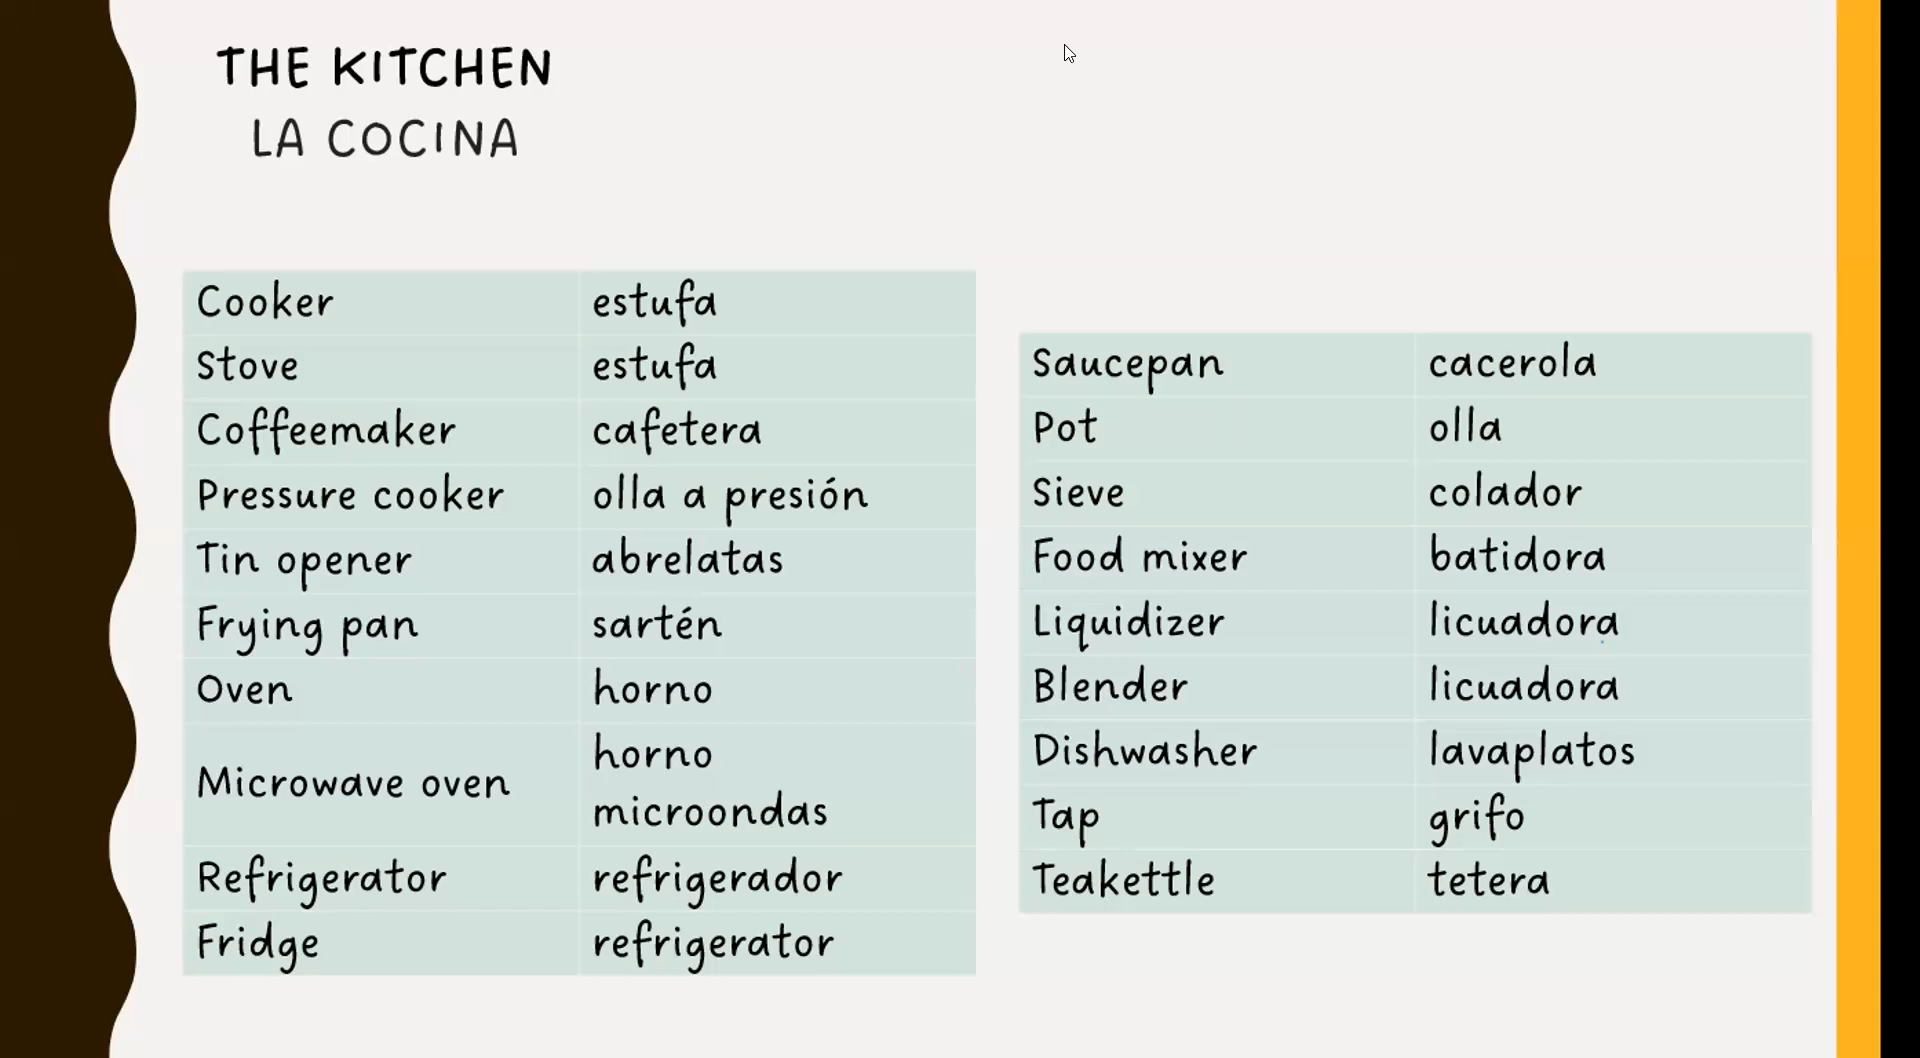 THE KITCHEN
LA COCINA
Cooker estufa
Stove estufa
Coffeemaker cafetera
Pressure cooker olla a presión
Tin opener abrelatas
Frying pan sartén
Oven horno
Microwave oven horno
microondas
Refrigerator refrigerador
Fridge refrigerator
Saucepan cacerola
Pot olla
Sieve colador
Food mixer batidora
Liquidizer licuadora
Blender licuadora
Dishwasher lavaplatos
Tap grifo
Teakettle tetera